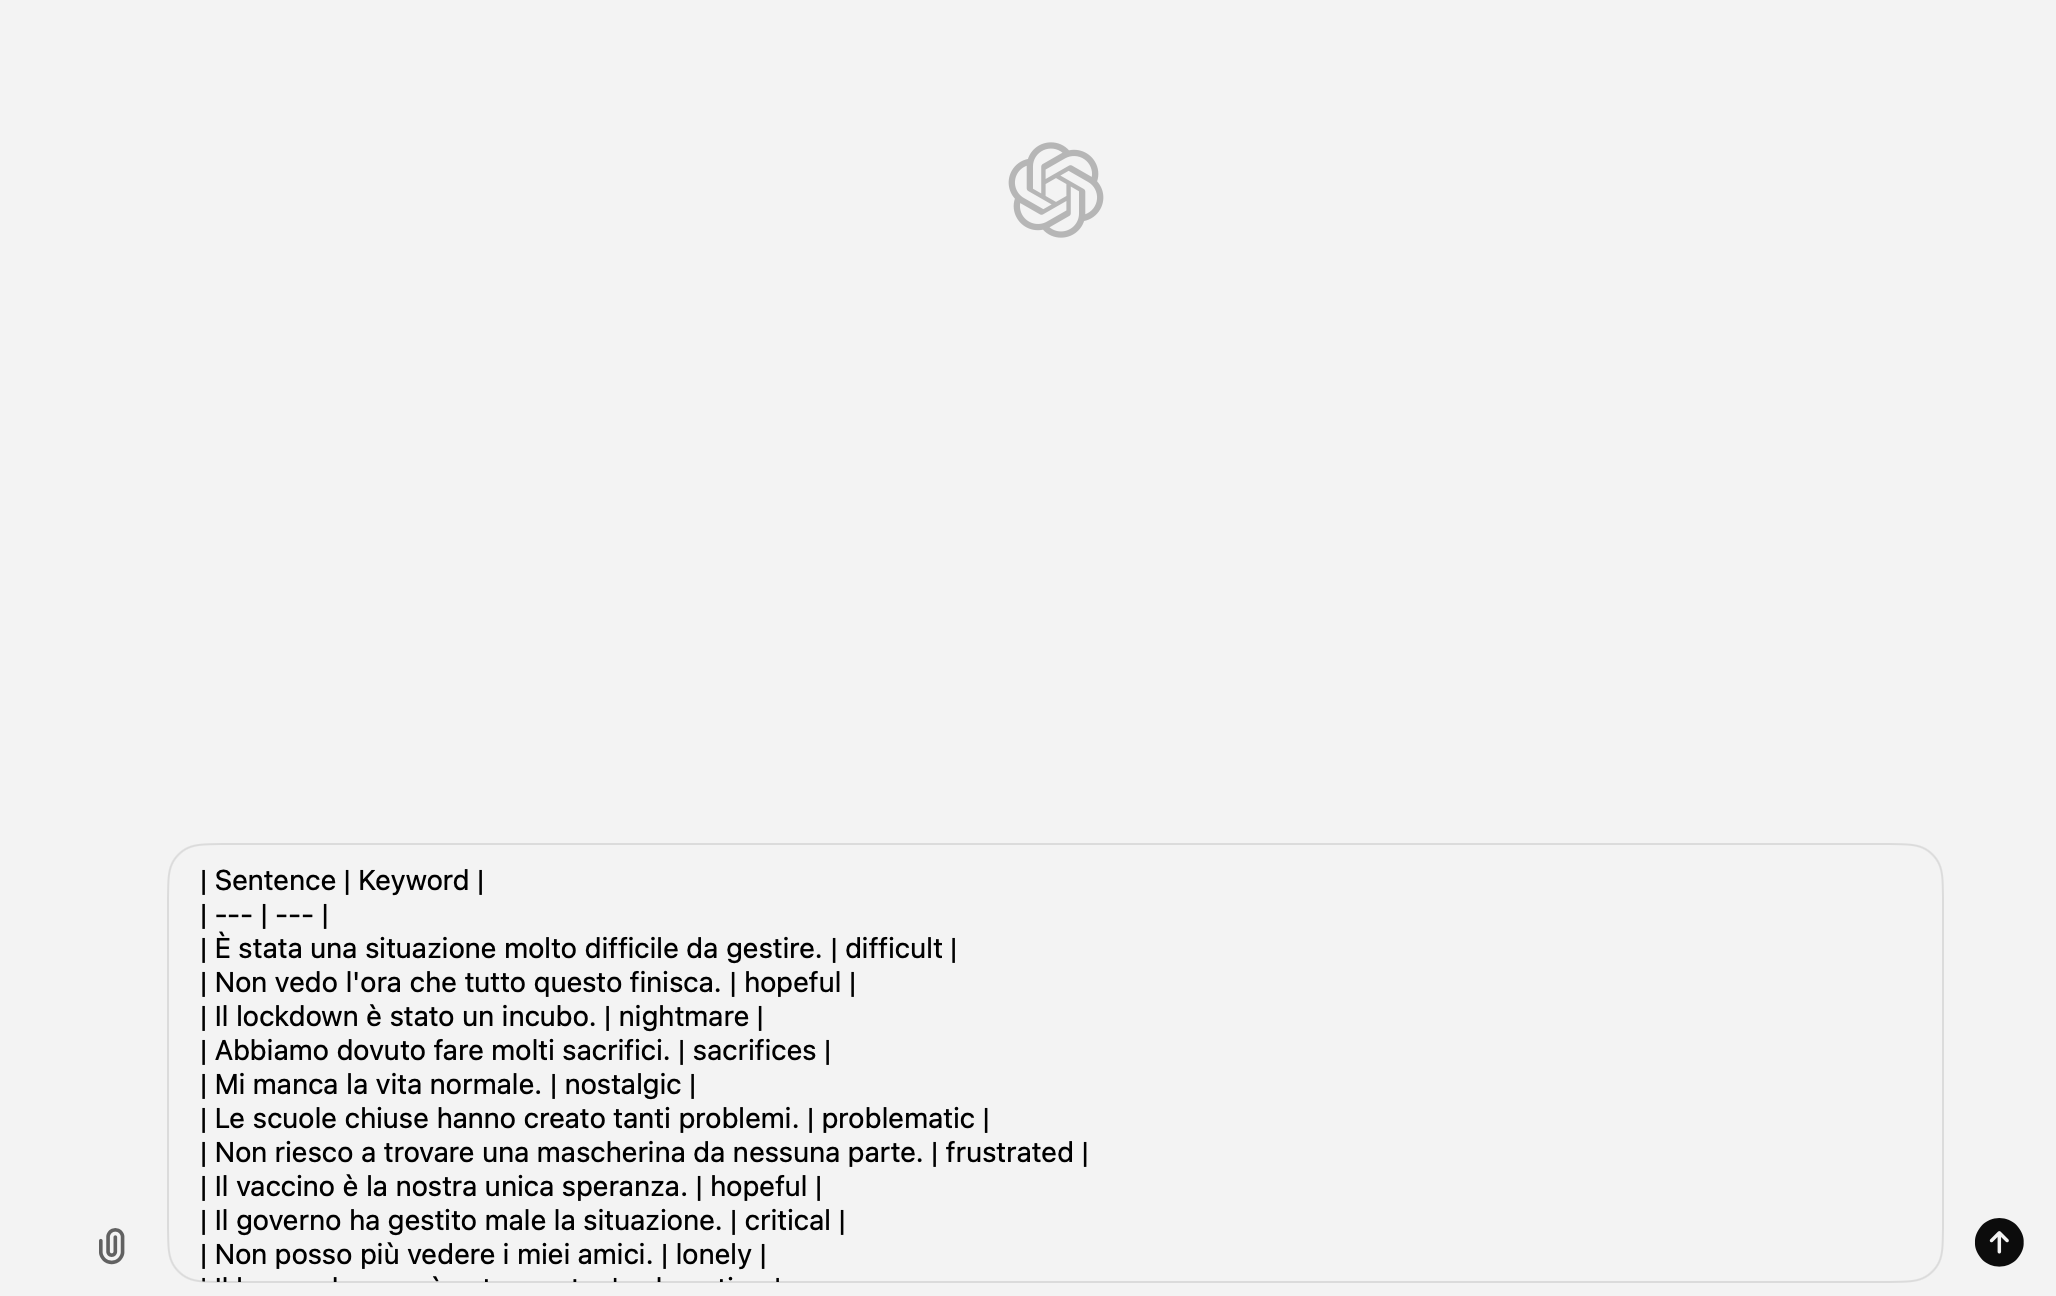 | Sentence | Keyword |
| --- | --- |
| È stata una situazione molto difficile da gestire. | difficult |
| Non vedo l'ora che tutto questo finisca. | hopeful |
| Il lockdown è stato un incubo. | nightmare |
| Abbiamo dovuto fare molti sacrifici. | sacrifices |
| Mi manca la vita normale. | nostalgic |
| Le scuole chiuse hanno creato tanti problemi. | problematic |
| Non riesco a trovare una mascherina da nessuna parte. | frustrated |
| Il vaccino è la nostra unica speranza. | hopeful |
| Il governo ha gestito male la situazione. | critical |
| Non posso più vedere i miei amici. | lonely |